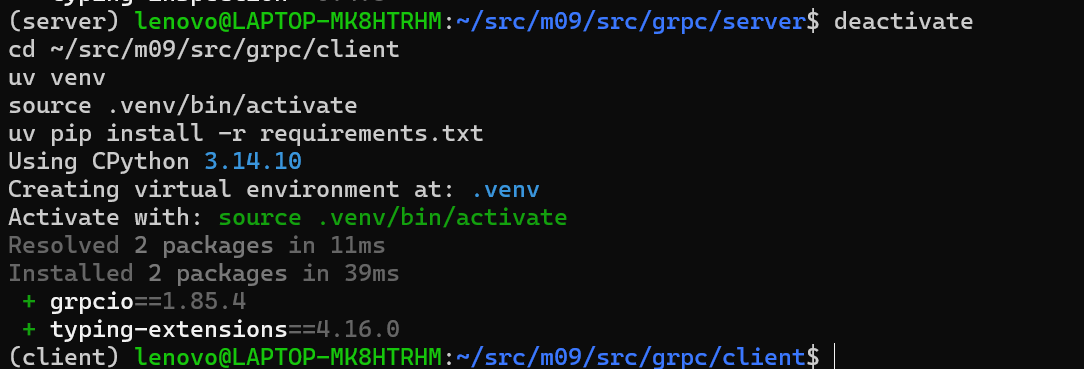 (server) lenovo@LAPTOP-MK8HTRHM:~/src/m09/src/grpc/server$ deactivate
cd ~/src/m09/src/grpc/client
uv venv
source .venv/bin/activate
uv pip install -r requirements.txt
Using CPython 3.14.10
Creating virtual environment at: .venv
Activate with: source .venv/bin/activate
Resolved 2 packages in 11ms
Installed 2 packages in 39ms
 + grpcio==1.85.4
 + typing-extensions==4.16.0
(client) lenovo@LAPTOP-MK8HTRHM:~/src/m09/src/grpc/client$